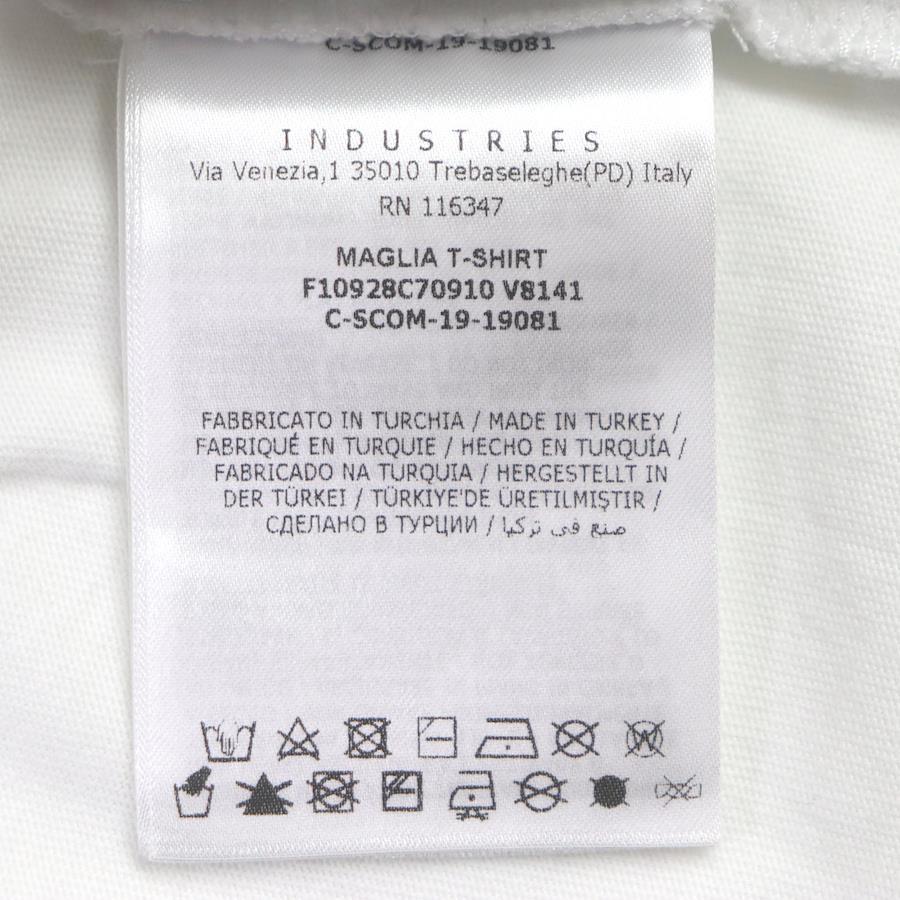 C-SCOM-19-19081
INDUSTRIES
Via Venezia,1 35010 Trebaseleghe(PD) Italy
RN 116347
MAGLIA T-SHIRT
F10928C70910 V8141
C-SCOM-19-19081
FABBRICATO IN TURCHIA / MADE IN TURKEY /
FABRIQUÉ EN TURQUIE / HECHO EN TURQUÍA /
FABRICADO NA TURQUIA / HERGESTELLT IN
DER TÜRKEI / TÜRKIYE'DE ÜRETILMIŞTIR /
СДЕЛАНО В ТУРЦИИ / صنع في تركيا
W